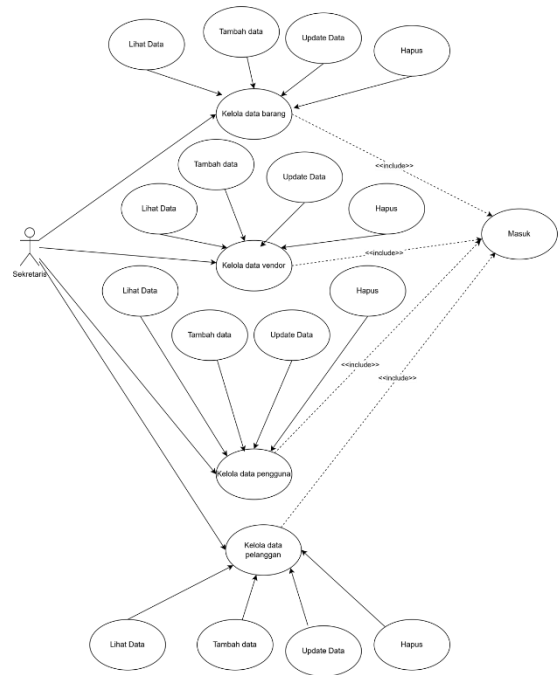 Lihat Data
Tambah data
Update Data
Hapus
Kelola data barang
Tambah data
Update Data
Lihat Data
Hapus
<<include>>
Masuk
Sekretaris
Kelola data vendor
<<include>>
Lihat Data
Hapus
Tambah data
Update Data
<<include>>
<<include>>
Kelola data pengguna
Kelola data
pelanggan
Lihat Data
Tambah data
Update Data
Hapus